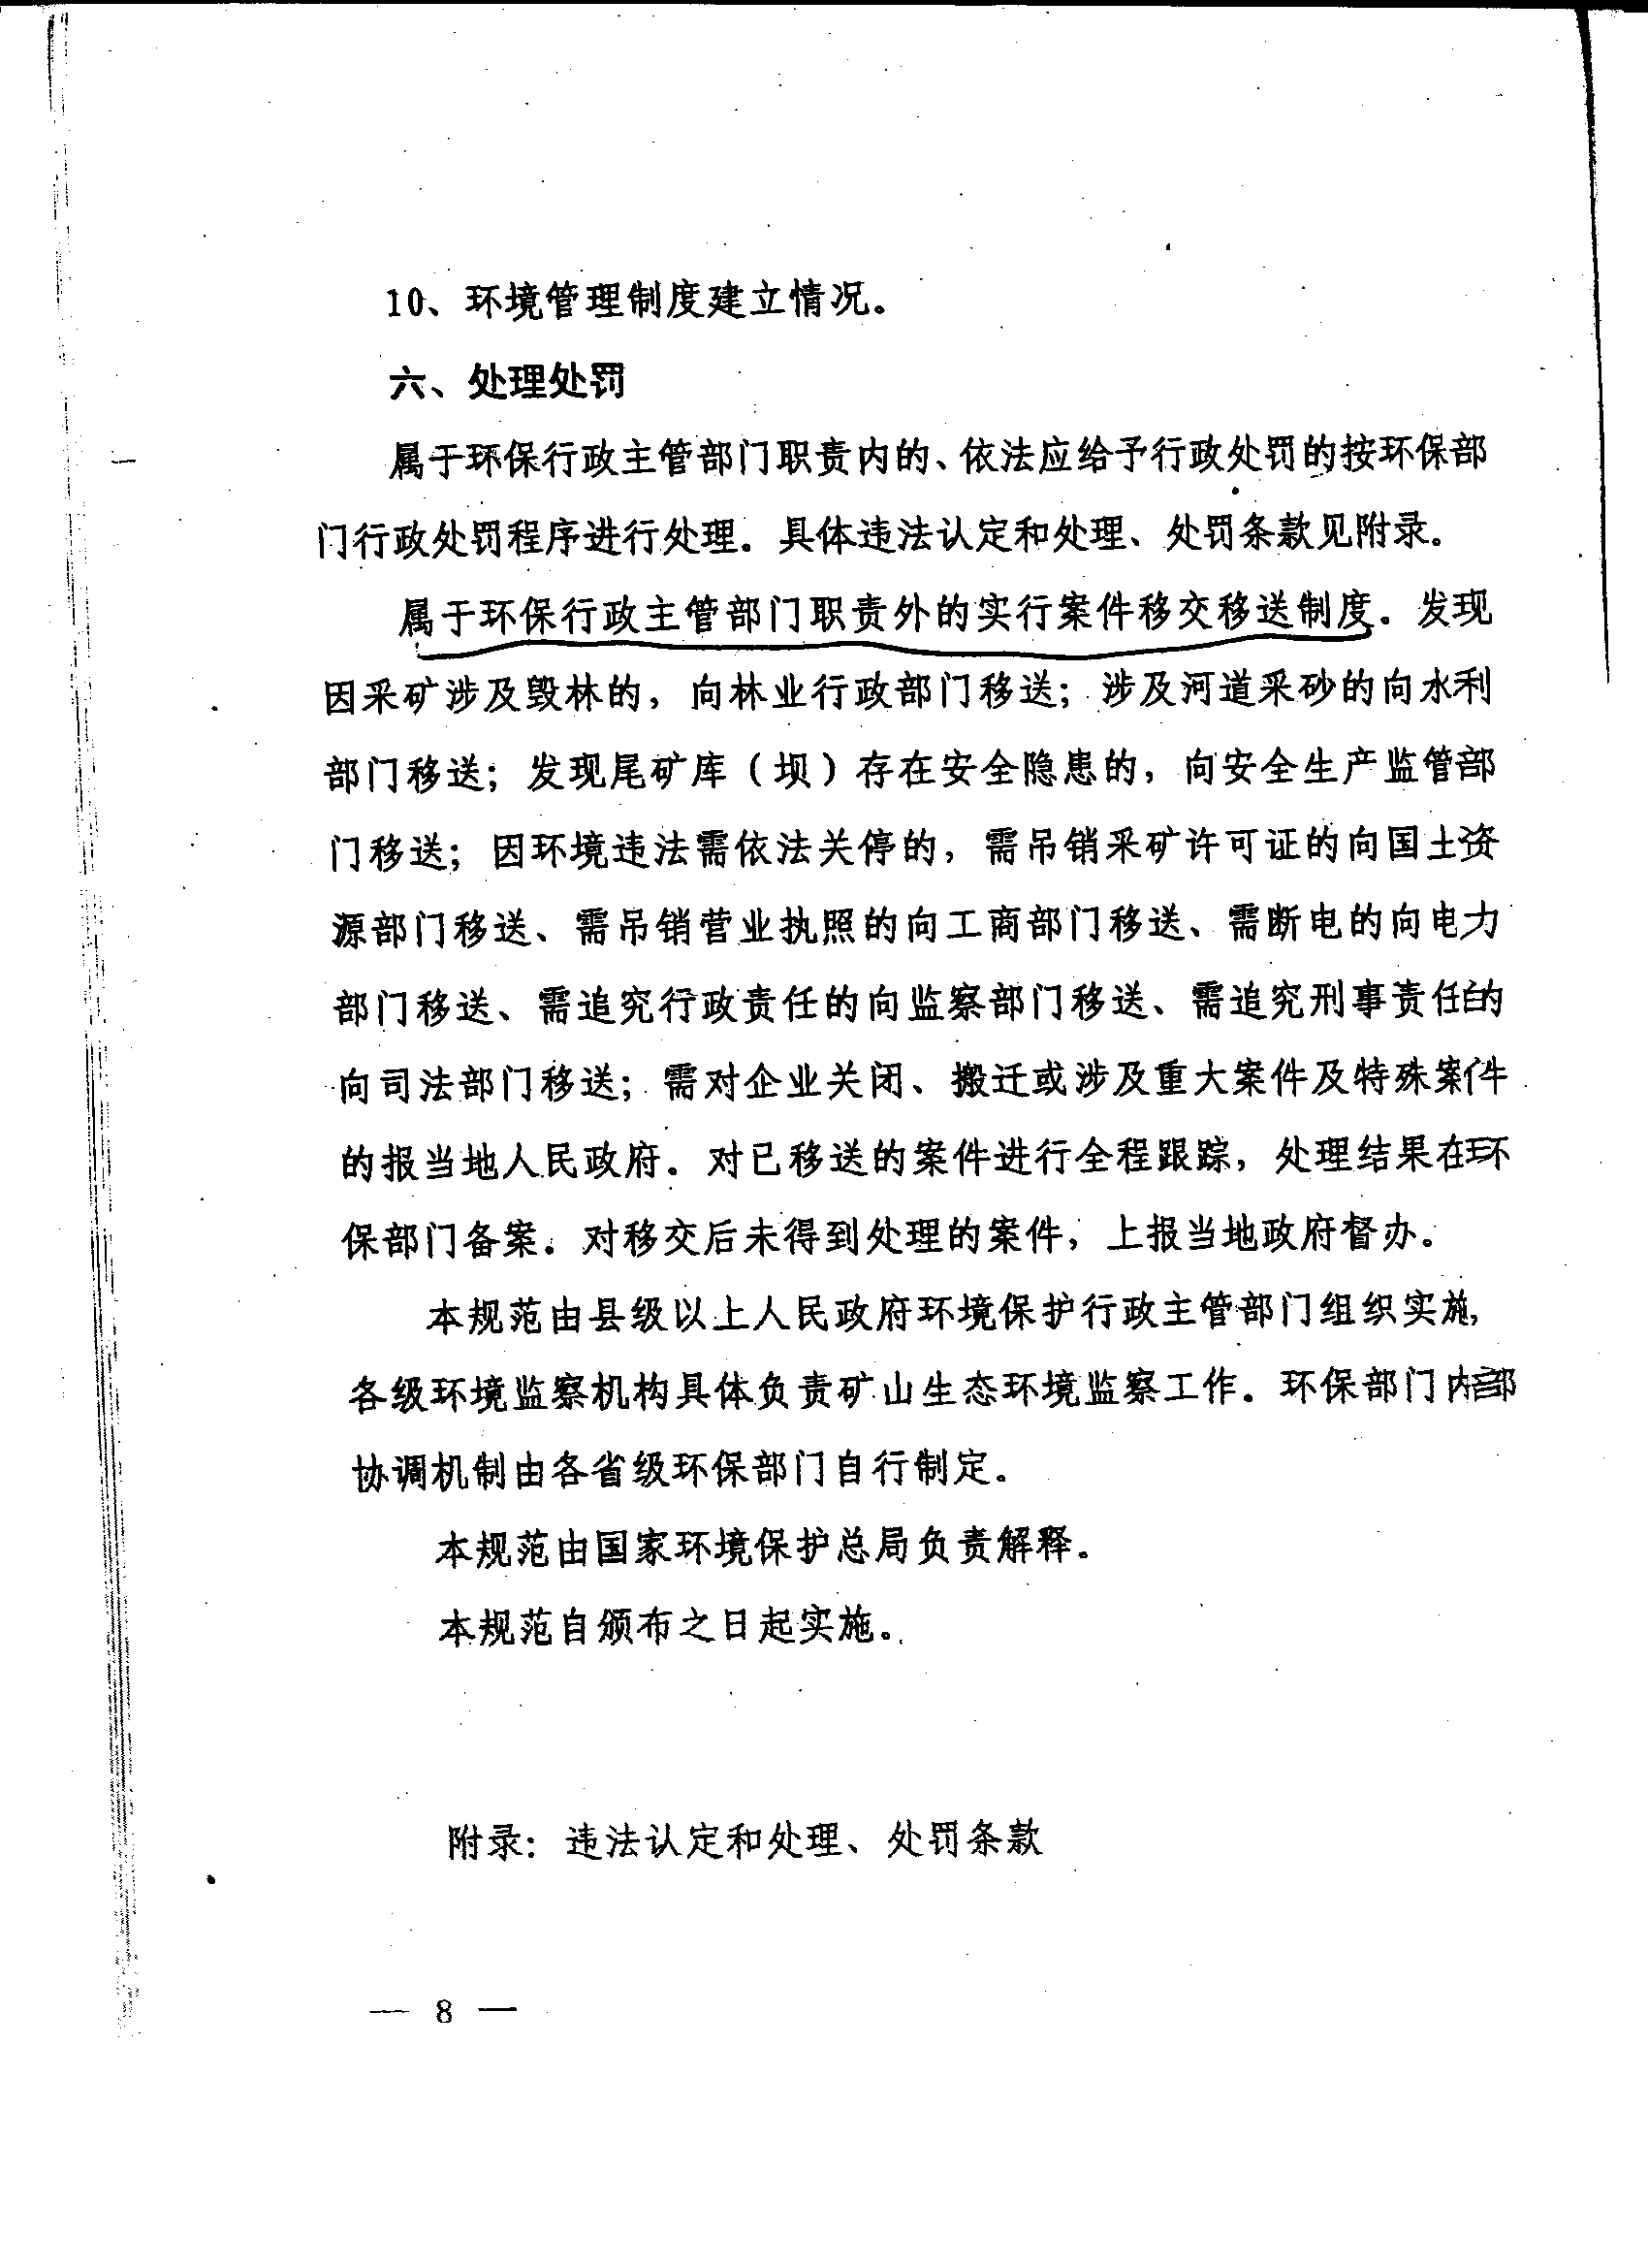 10、环境管理制度建立情况。
六、处理处罚
属于环保行政主管部门职责内的、依法应给予行政处罚的按环保部
门行政处罚程序进行处理。具体违法认定和处理、处罚条款见附录。
属于环保行政主管部门职责外的实行案件移交移送制度。发现
因采矿涉及毁林的，向林业行政部门移送；涉及河道采砂的向水利
部门移送；发现尾矿库（坝）存在安全隐患的，向安全生产监管部
门移送；因环境违法需依法关停的，需吊销采矿许可证的向国土资
源部门移送、需吊销营业执照的向工商部门移送、需断电的向电力
部门移送、需追究行政责任的向监察部门移送、需追究刑事责任的
向司法部门移送；需对企业关闭、搬迁或涉及重大案件及特殊案件
的报当地人民政府。对已移送的案件进行全程跟踪，处理结果在环
保部门备案。对移交后未得到处理的案件，上报当地政府督办。
本规范由县级以上人民政府环境保护行政主管部门组织实施，
各级环境监察机构具体负责矿山生态环境监察工作。环保部门内部
协调机制由各省级环保部门自行制定。
本规范由国家环境保护总局负责解释。
本规范自颁布之日起实施。
附录：违法认定和处理、处罚条款
— 8 —